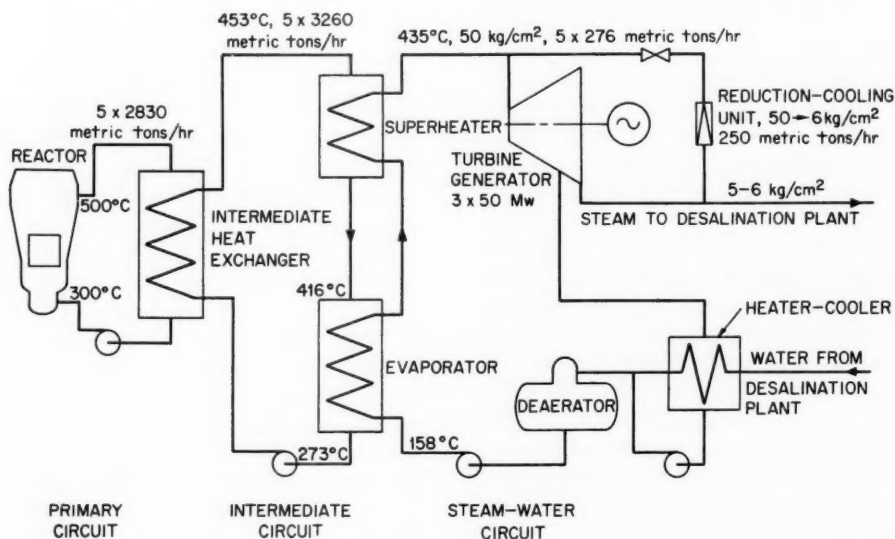 453°C, 5 x 3260
metric tons/hr
435°C, 50 kg/cm², 5 x 276 metric tons/hr
5 x 2830
metric tons/hr
REACTOR
500°C
300°C
INTERMEDIATE
HEAT
EXCHANGER
SUPERHEATER
416°C
EVAPORATOR
273°C
158°C
TURBINE
GENERATOR
3 x 50 Mw
REDUCTION-COOLING
UNIT, 50→6kg/cm²
250 metric tons/hr
5-6 kg/cm²
STEAM TO DESALINATION PLANT
HEATER-COOLER
WATER FROM
DESALINATION
PLANT
DEAERATOR
PRIMARY
CIRCUIT
INTERMEDIATE
CIRCUIT
STEAM-WATER
CIRCUIT